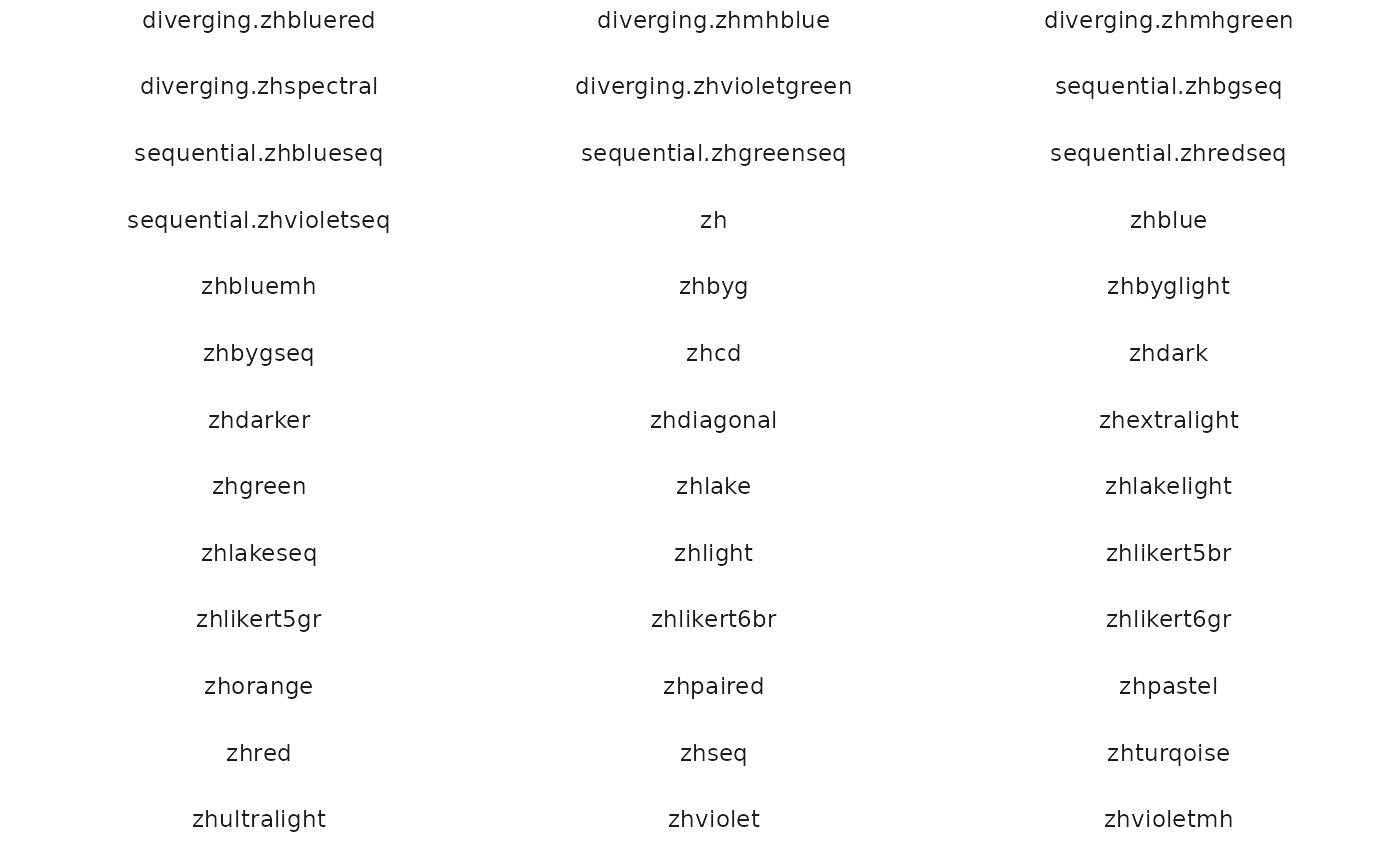 diverging.zhbluered diverging.zhmhblue diverging.zhmhgreen
diverging.zhspectral diverging.zhvioletgreen sequential.zhbgseq
sequential.zhblueseq sequential.zhgreenseq sequential.zhredseq
sequential.zhvioletseq zh zhblue
zhbluemh zhbyg zhbyglight
zhbygseq zhcd zhdark
zhdarker zhdiagonal zhextralight
zhgreen zhlake zhlakelight
zhlakeseq zhlight zhlikert5br
zhlikert5gr zhlikert6br zhlikert6gr
zhorange zhpaired zhpastel
zhred zhseq zhturqoise
zhultralight zhviolet zhvioletmh